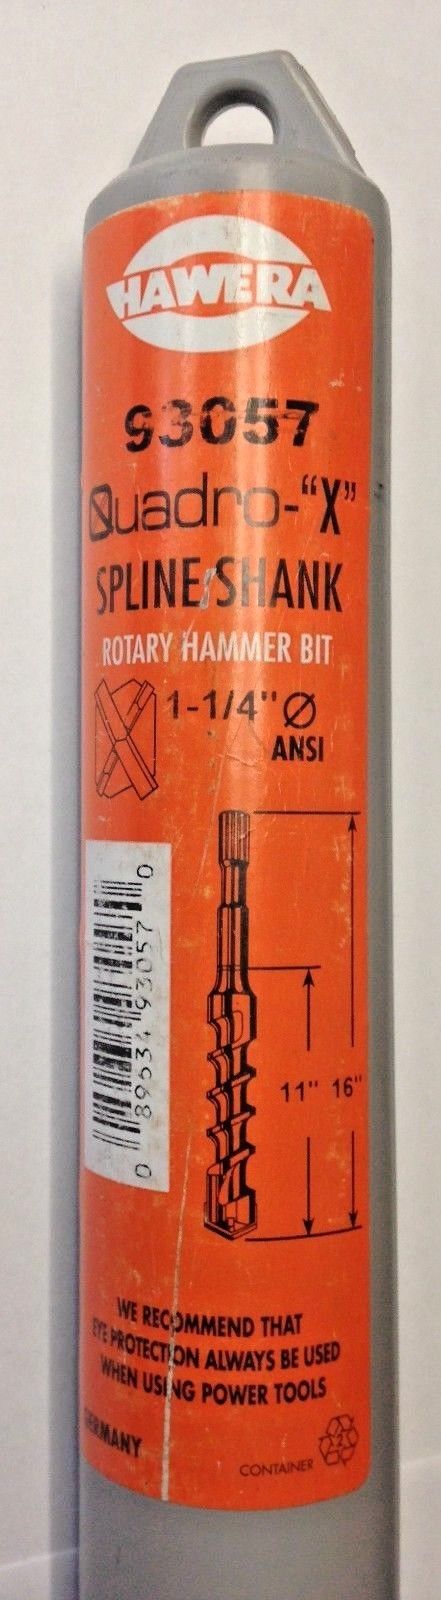 HAWERA
93057
Quadro-“X”
SPLINE SHANK
ROTARY HAMMER BIT
1-1/4" Ø
ANSI
0 89534 93057 0
11" 16"
WE RECOMMEND THAT
EYE PROTECTION ALWAYS BE USED
WHEN USING POWER TOOLS
GERMANY
CONTAINER 2